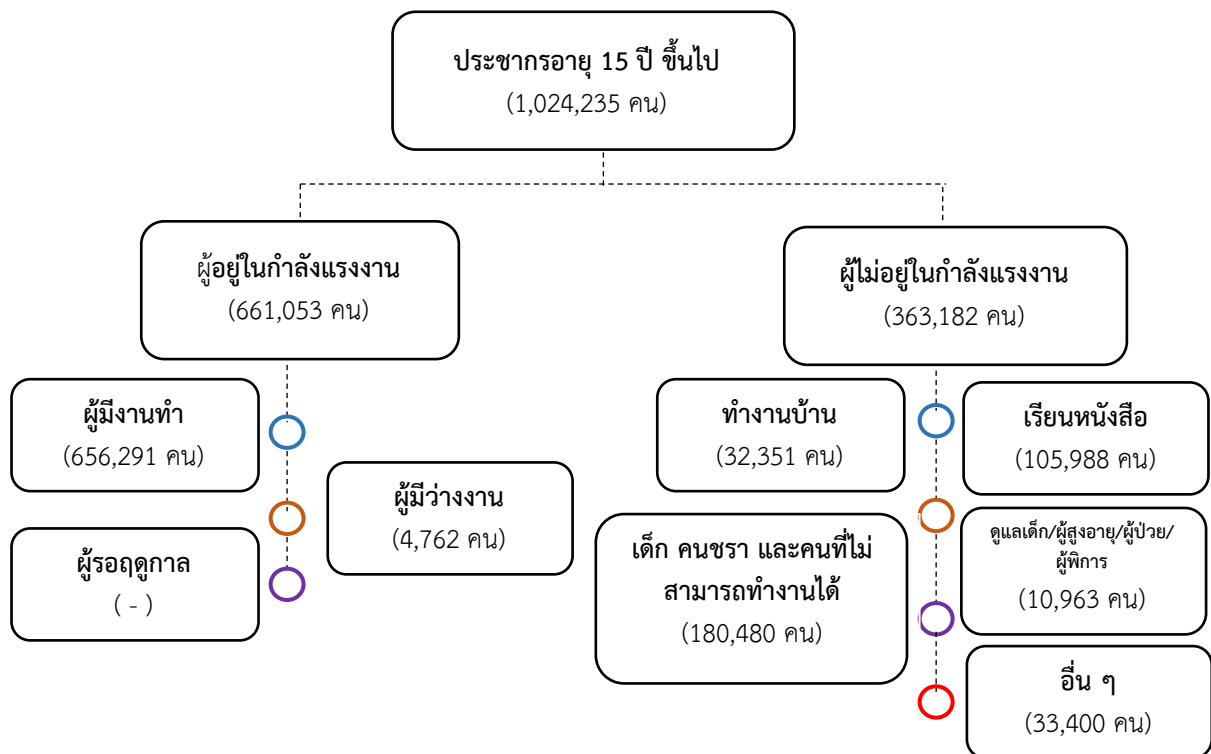 ประชากรอายุ 15 ปี ขึ้นไป
(1,024,235 คน)
ผู้อยู่ในกำลังแรงงาน
(661,053 คน)
ผู้ไม่อยู่ในกำลังแรงงาน
(363,182 คน)
ผู้มีงานทำ
(656,291 คน)
ผู้มีว่างงาน
(4,762 คน)
ผู้รอฤดูกาล
( - )
ทำงานบ้าน
(32,351 คน)
เรียนหนังสือ
(105,988 คน)
เด็ก คนชรา และคนที่ไม่
สามารถทำงานได้
(180,480 คน)
ดูแลเด็ก/ผู้สูงอายุ/ผู้ป่วย/
ผู้พิการ
(10,963 คน)
อื่น ๆ
(33,400 คน)